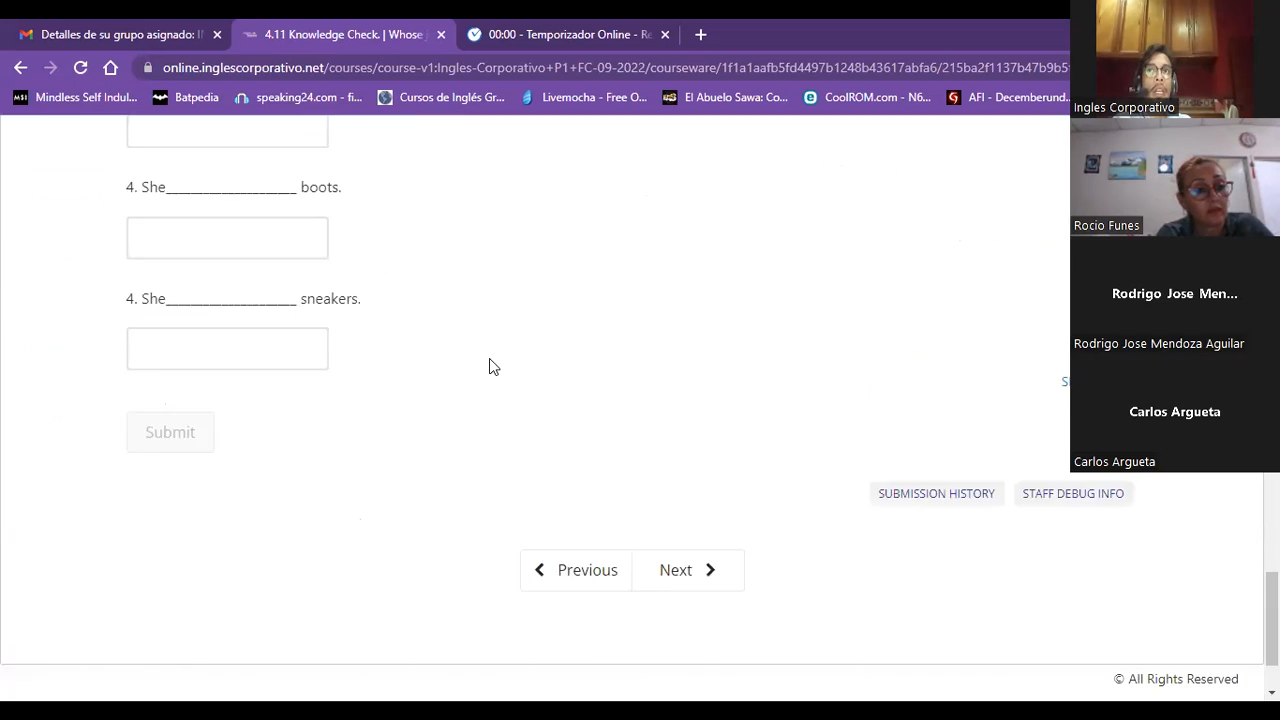 Detalles de su grupo asignado: I
4.11 Knowledge Check. | Whose
00:00 - Temporizador Online - Re
online.inglescorporativo.net/courses/course-v1:Ingles-Corporativo+P1+FC-09-2022/courseware/1f1a1aafb5fd4497b1248b43617abfa6/215ba2f1137b47b9b5
Mindless Self Indul...
Batpedia
speaking24.com - fi...
Cursos de Inglés Gr...
Livemocha - Free O...
El Abuelo Sawa: Co...
CoolROM.com - N6...
AFI - Decemberund...
Ingles Corporativo
Rocio Funes
Rodrigo Jose Men...
Rodrigo Jose Mendoza Aguilar
Carlos Argueta
Carlos Argueta
4. She____________________ boots.
4. She____________________ sneakers.
Submit
SUBMISSION HISTORY
STAFF DEBUG INFO
Previous
Next
© All Rights Reserved